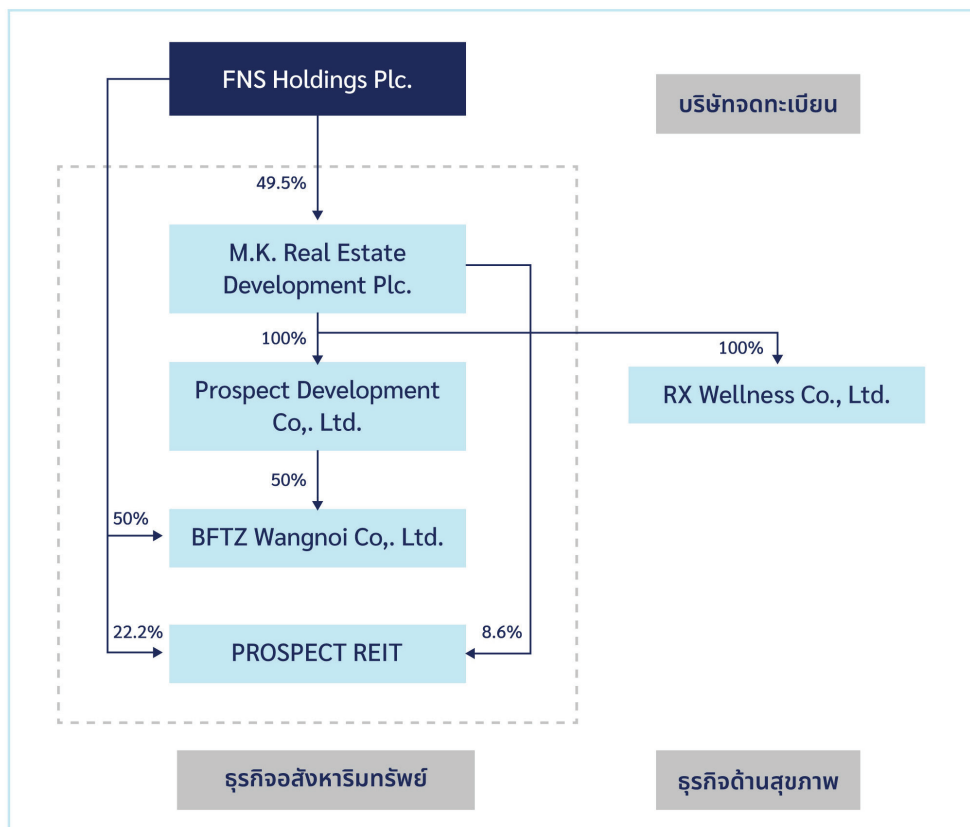 FNS Holdings Plc.
บริษัทจดทะเบียน
49.5%
M.K. Real Estate
Development Plc.
100%
100%
Prospect Development
Co,. Ltd.
RX Wellness Co., Ltd.
50%
50%
BFTZ Wangnoi Co,. Ltd.
22.2%
8.6%
PROSPECT REIT
ธุรกิจอสังหาริมทรัพย์
ธุรกิจด้านสุขภาพ